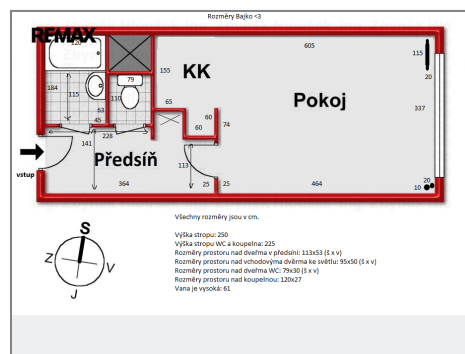 Rozměry Bajko <3
RE/MAX
120
605
115
20
KK
155
79
184
115
110
Pokoj
337
63
65
45
60
60
74
228
141
Předsíň
113
vstup
364
25
25
464
20
10
Všechny rozměry jsou v cm.
Výška stropu: 250
Výška stropu WC a koupelna: 225
Rozměry prostoru nad dveřma v předsíni: 113x53 (š x v)
Rozměry prostoru nad vchodovýma dvěrma ke světlu: 95x50 (š x v)
Rozměry prostoru nad dveřma WC: 79x30 (š x v)
Rozměry prostoru nad koupelnou: 120x27
Vana je vysoká: 61
S
Z
V
J